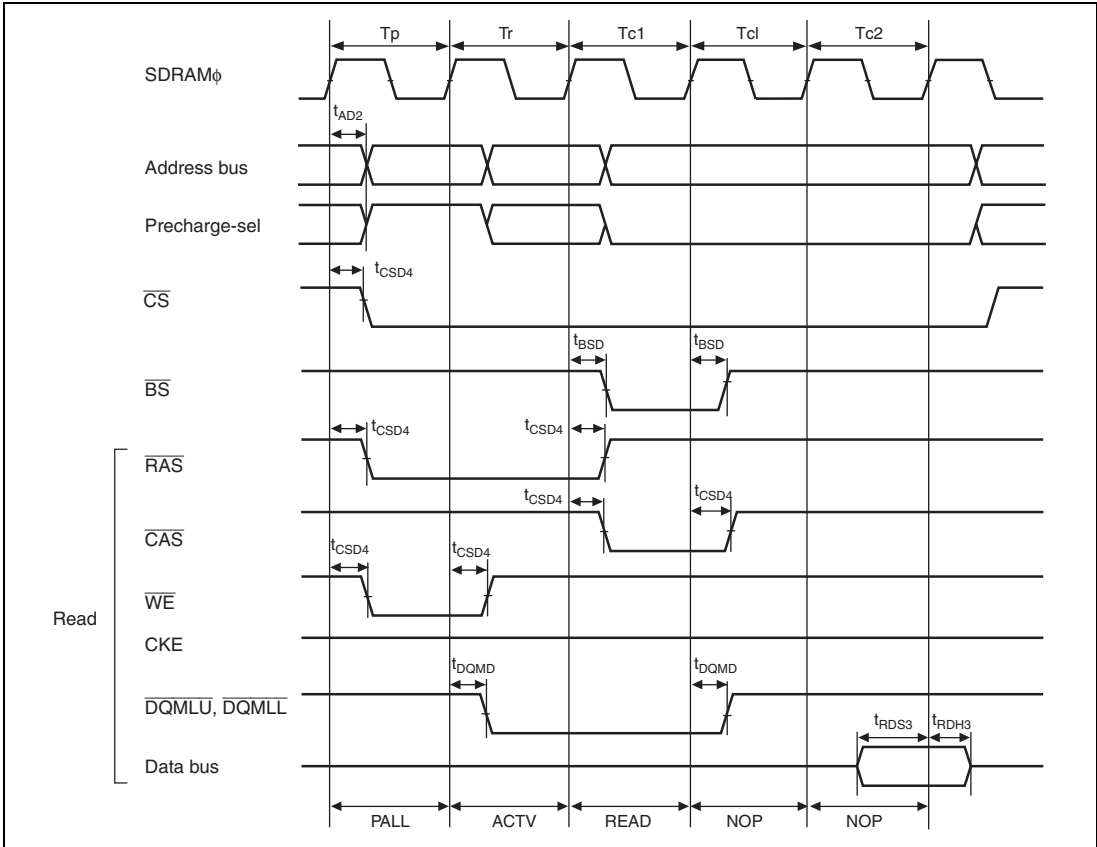 Tp Tr Tc1 Tcl Tc2
SDRAMϕ
tAD2
Address bus
Precharge-sel
tCSD4
CS
tBSD tBSD
BS
tCSD4 tCSD4
RAS
tCSD4 tCSD4
CAS
tCSD4 tCSD4
WE
Read
CKE
tDQMD tDQMD
DQMLU, DQMLL
tRDS3 tRDH3
Data bus
PALL ACTV READ NOP NOP